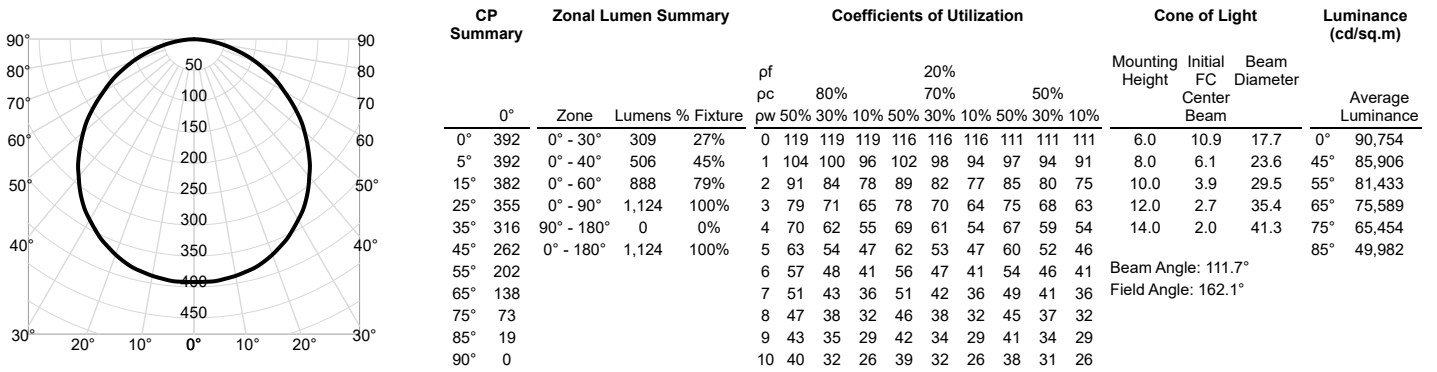 90° 90
80° 80
70° 70
60° 60
50° 50°
40° 40°
30° 30°
20° 10° 0° 10° 20°
50
100
150
200
250
300
350
400
450
CP Summary
0°
0° 392
5° 392
15° 382
25° 355
35° 316
45° 262
55° 202
65° 138
75° 73
85° 19
90° 0
Zonal Lumen Summary
Zone Lumens % Fixture
0° - 30° 309 27%
0° - 40° 506 45%
0° - 60° 888 79%
0° - 90° 1,124 100%
90° - 180° 0 0%
0° - 180° 1,124 100%
Coefficients of Utilization
ρf 20%
ρc 80% 70% 50%
ρw 50% 30% 10% 50% 30% 10% 50% 30% 10%
0 119 119 119 116 116 116 111 111 111
1 104 100 96 102 98 94 97 94 91
2 91 84 78 89 82 77 85 80 75
3 79 71 65 78 70 64 75 68 63
4 70 62 55 69 61 54 67 59 54
5 63 54 47 62 53 47 60 52 46
6 57 48 41 56 47 41 54 46 41
7 51 43 36 51 42 36 49 41 36
8 47 38 32 46 38 32 45 37 32
9 43 35 29 42 34 29 41 34 29
10 40 32 26 39 32 26 38 31 26
Cone of Light
Mounting Height Initial FC Center Beam Beam Diameter
6.0 10.9 17.7
8.0 6.1 23.6
10.0 3.9 29.5
12.0 2.7 35.4
14.0 2.0 41.3
Beam Angle: 111.7°
Field Angle: 162.1°
Luminance
(cd/sq.m)
Average
Luminance
0° 90,754
45° 85,906
55° 81,433
65° 75,589
75° 65,454
85° 49,982